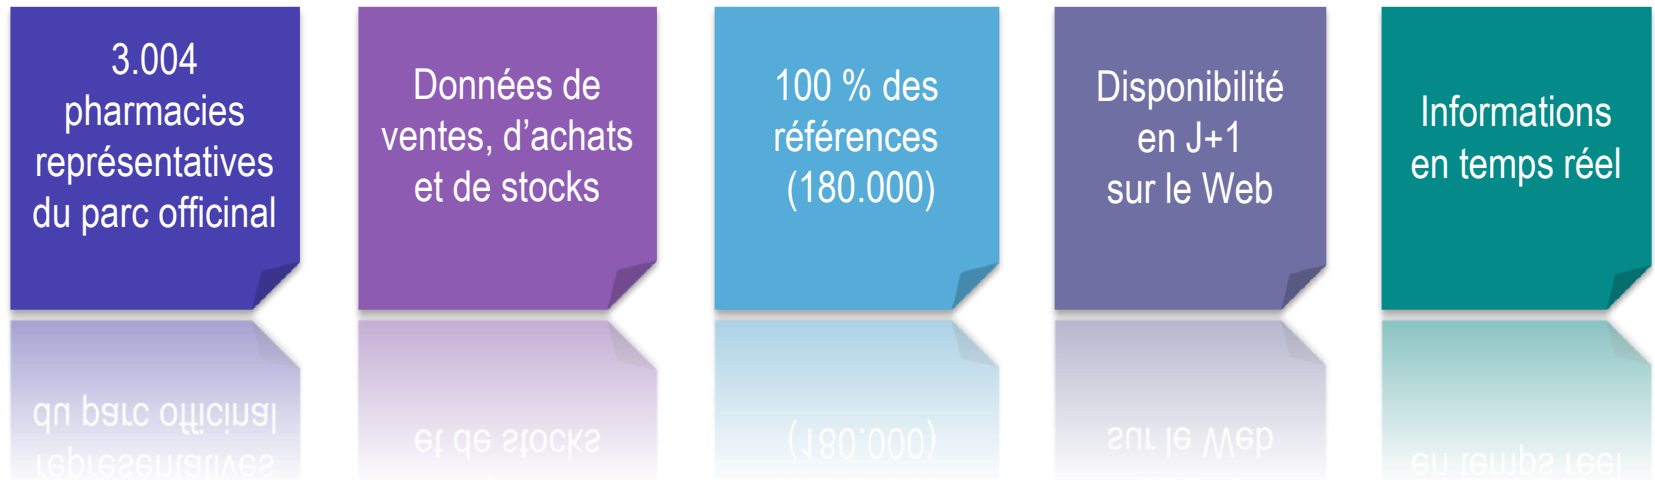 3.004
pharmacies
représentatives
du parc officinal
Données de
ventes, d’achats
et de stocks
100 % des
références
(180.000)
Disponibilité
en J+1
sur le Web
Informations
en temps réel